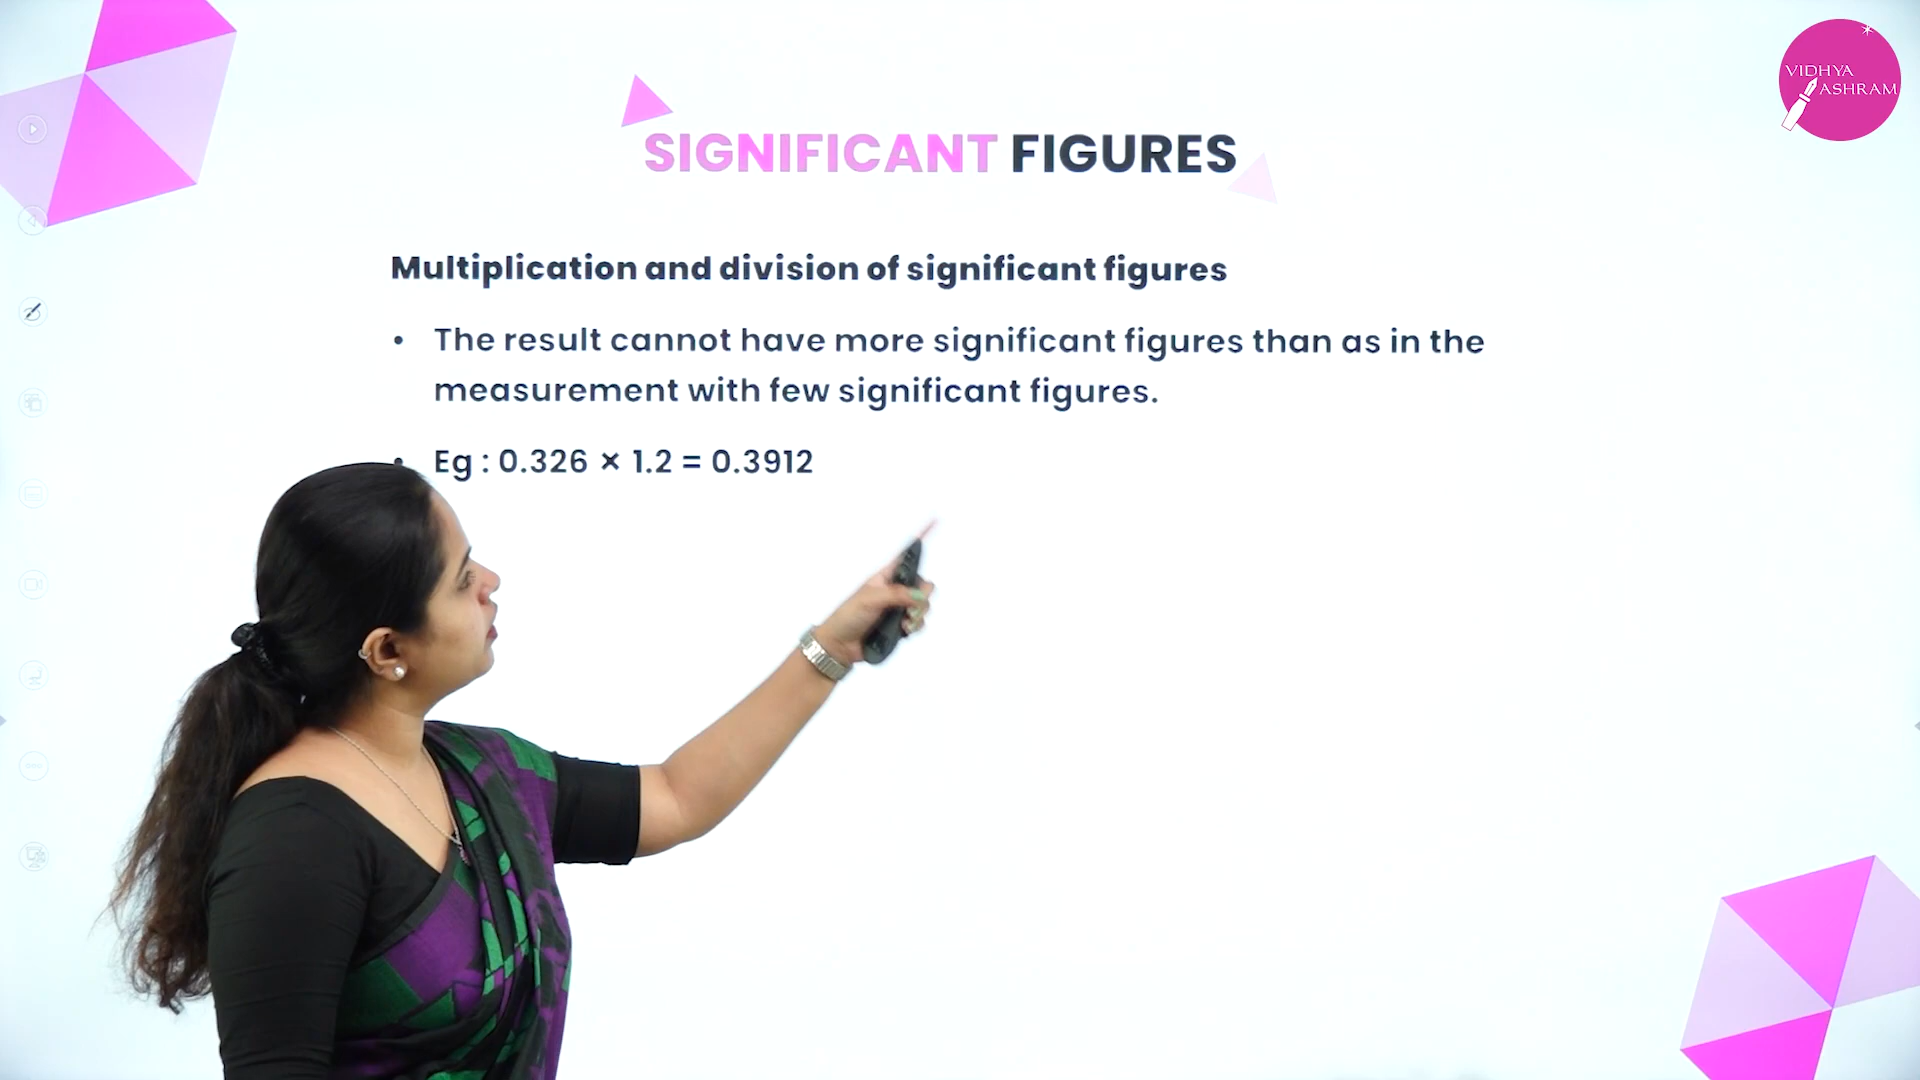 VIDHYA
ASHRAM
SIGNIFICANT FIGURES
Multiplication and division of significant figures
• The result cannot have more significant figures than as in the
measurement with few significant figures.
• Eg : 0.326 × 1.2 = 0.3912